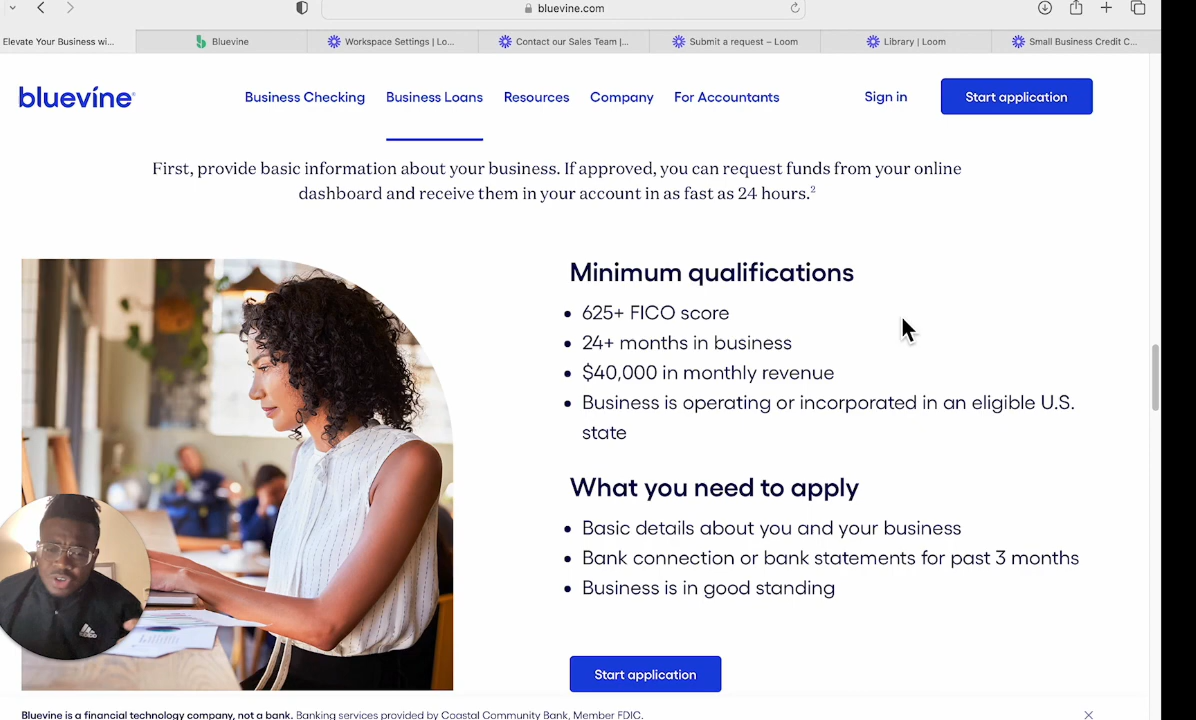 bluevine.com
Elevate Your Business wi...
Bluevine
Workspace Settings | Lo...
Contact our Sales Team |...
Submit a request – Loom
Library | Loom
Small Business Credit C...
bluevine
Business Checking
Business Loans
Resources
Company
For Accountants
Sign in
Start application
First, provide basic information about your business. If approved, you can request funds from your online
dashboard and receive them in your account in as fast as 24 hours.²
Minimum qualifications
• 625+ FICO score
• 24+ months in business
• $40,000 in monthly revenue
• Business is operating or incorporated in an eligible U.S.
state
What you need to apply
• Basic details about you and your business
• Bank connection or bank statements for past 3 months
• Business is in good standing
Start application
adidas
Bluevine is a financial technology company, not a bank. Banking services provided by Coastal Community Bank, Member FDIC.